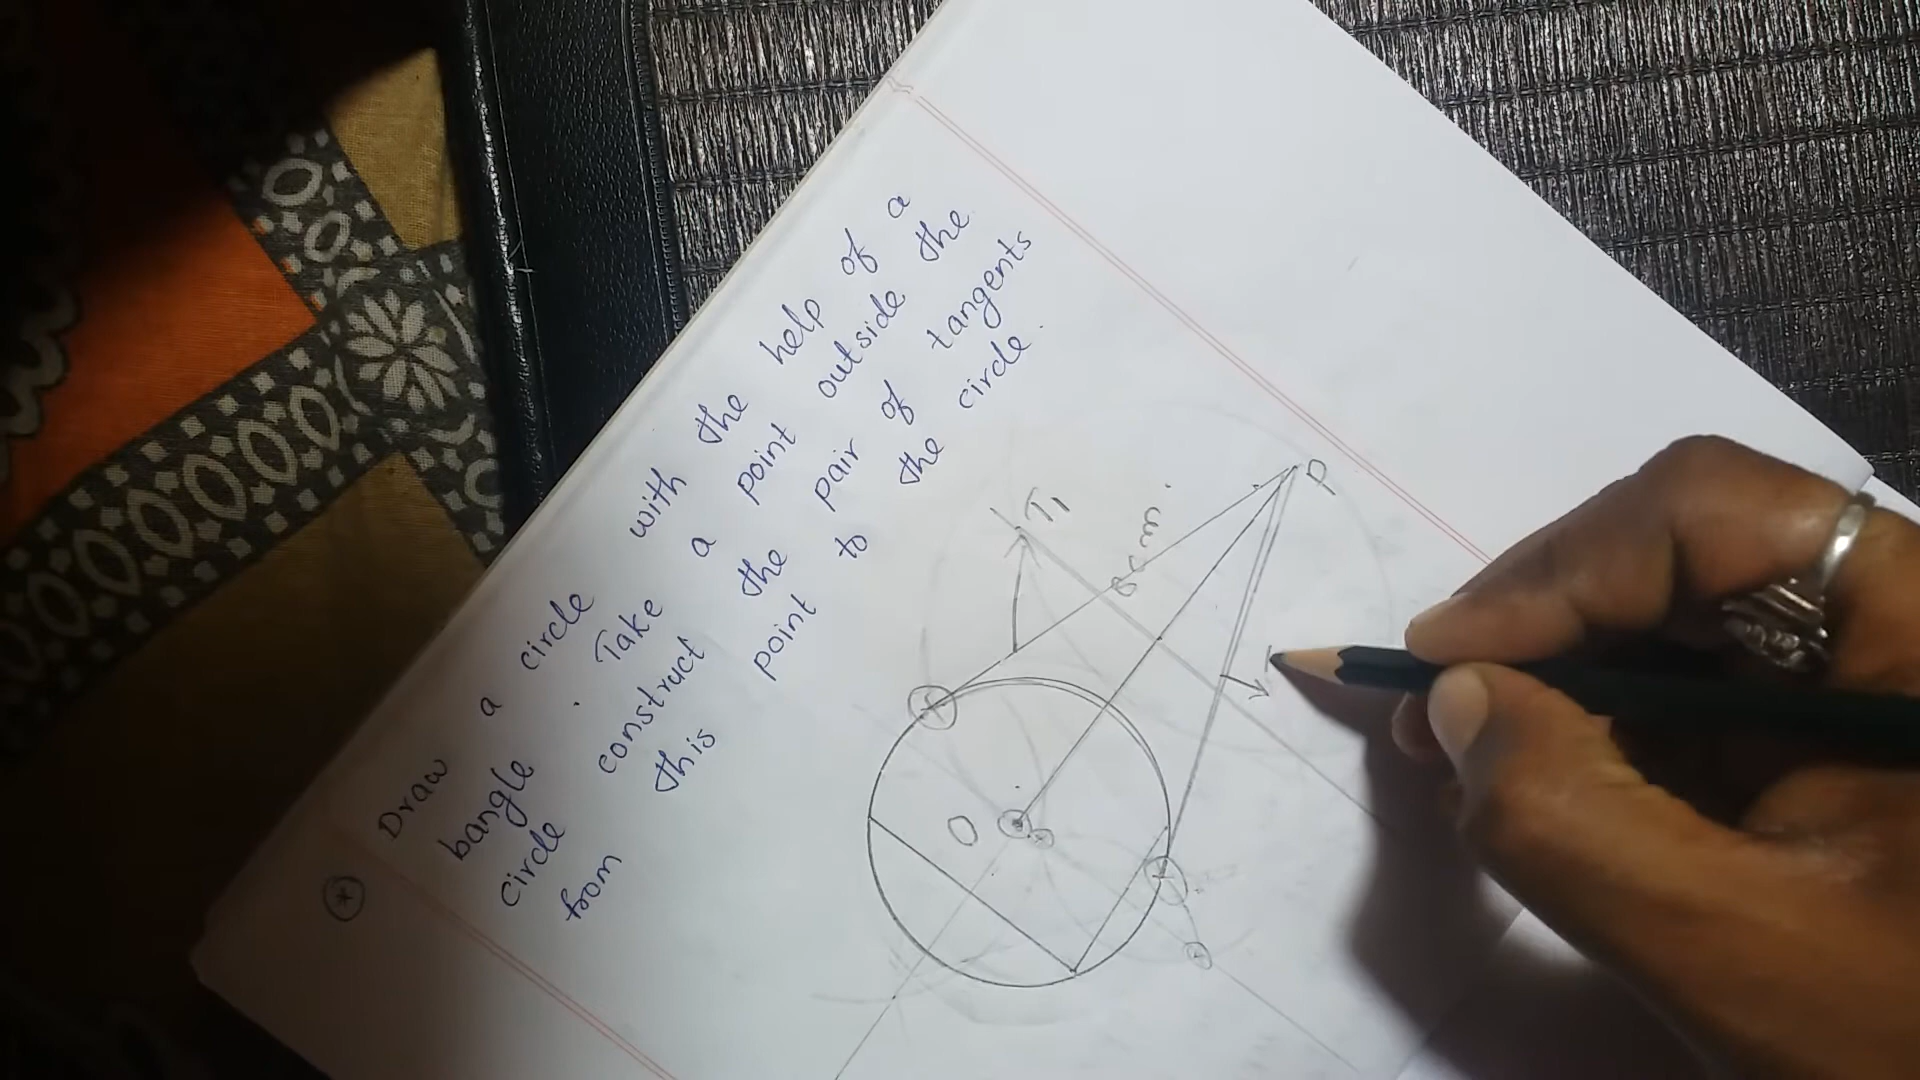 Draw a circle with the help of a
bangle. Take a point outside the
circle construct the pair of tangents
from this point to the circle.
T1
8cm.
P
O